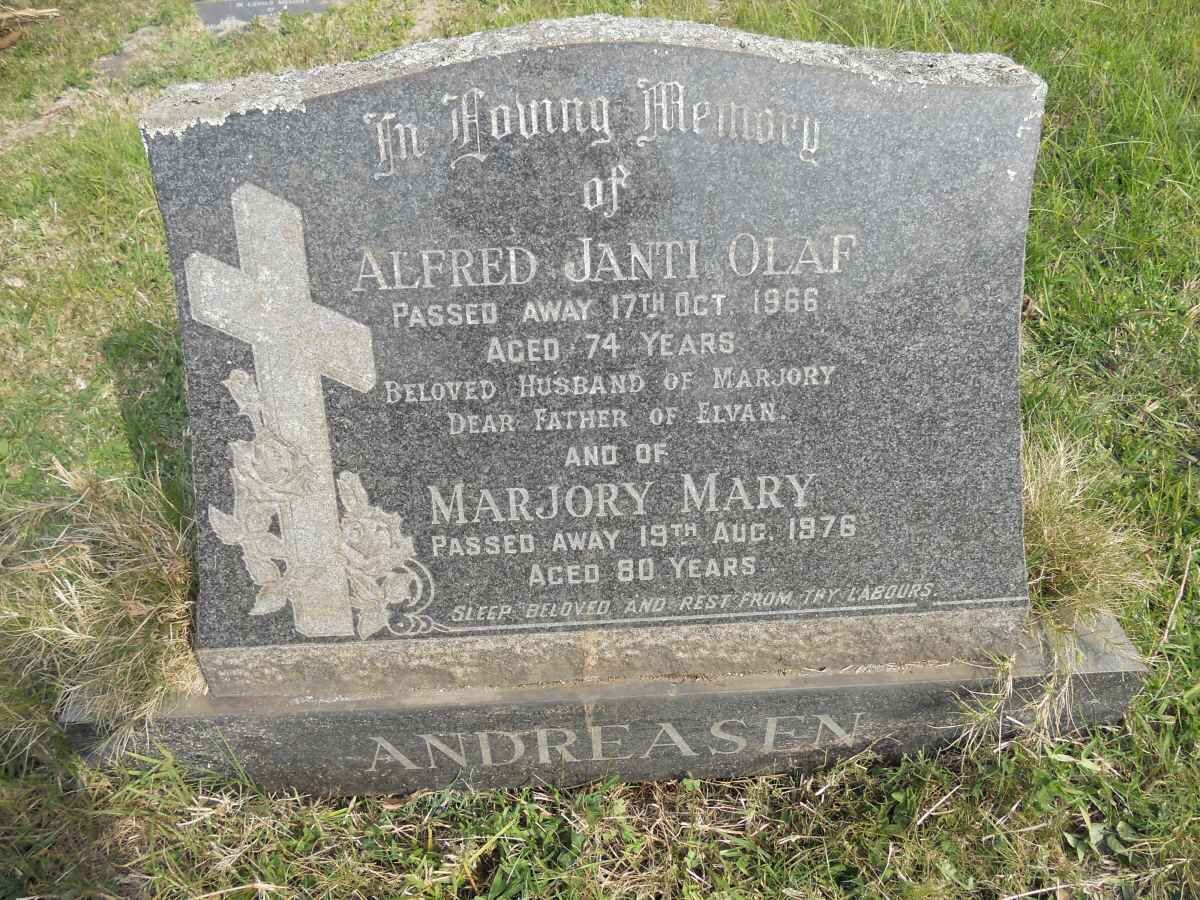 In Loving Memory
of
ALFRED JANTI OLAF
PASSED AWAY 17TH OCT. 1966
AGED 74 YEARS
BELOVED HUSBAND OF MARJORY
DEAR FATHER OF ELVAN.
AND OF
MARJORY MARY
PASSED AWAY 19TH AUG. 1976
AGED 80 YEARS
SLEEP BELOVED AND REST FROM THY LABOURS.
ANDREASEN